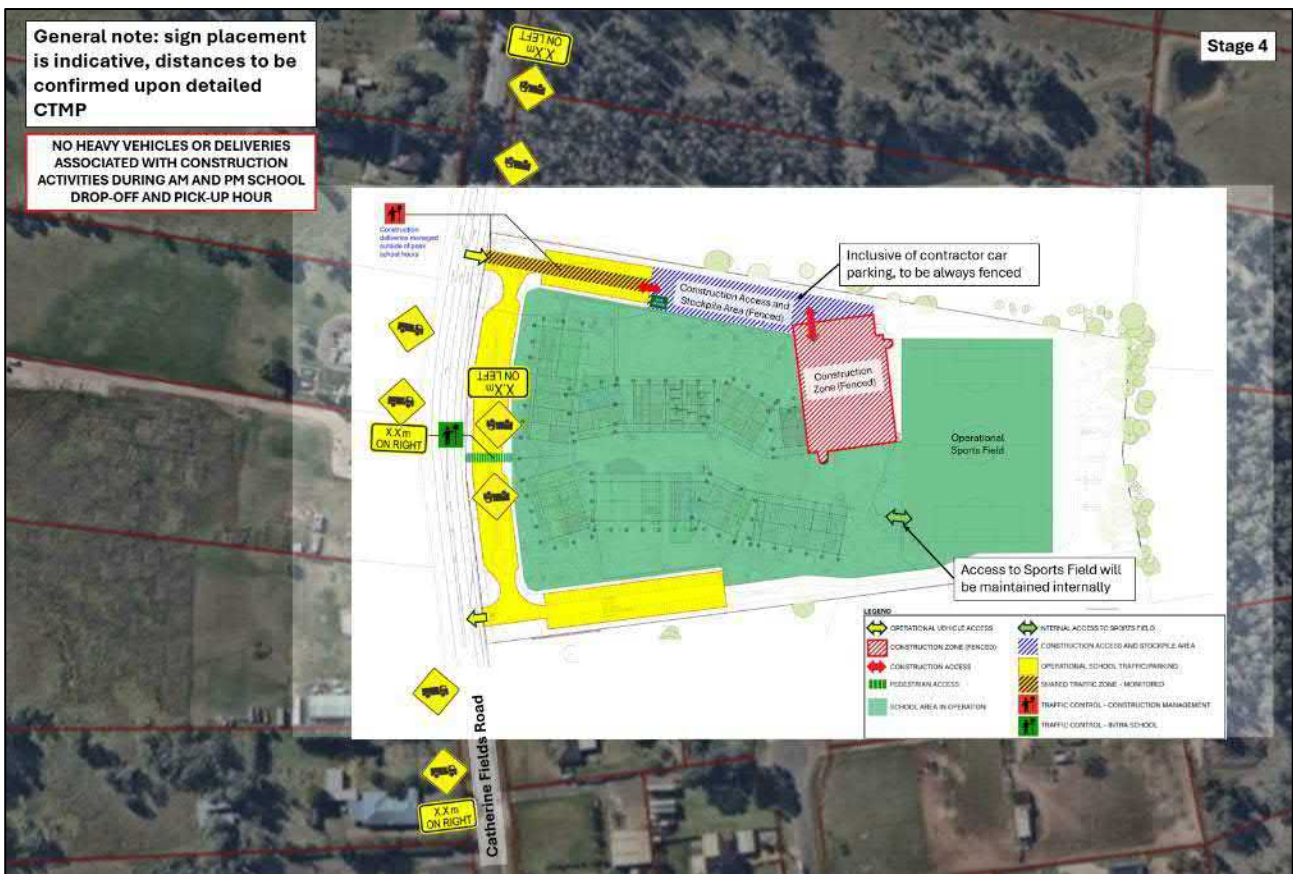 General note: sign placement
is indicative, distances to be
confirmed upon detailed
CTMP
NO HEAVY VEHICLES OR DELIVERIES
ASSOCIATED WITH CONSTRUCTION
ACTIVITIES DURING AM AND PM SCHOOL
DROP-OFF AND PICK-UP HOUR
Stage 4
X.Xm
ON LEFT
Construction
deliveries managed
outside of peak
school hours
Inclusive of contractor car
parking, to be always fenced
Construction Access and
Stockpile Area (Fenced)
Construction
Zone (Fenced)
X.Xm
ON LEFT
X.Xm
ON RIGHT
Operational
Sports Field
Access to Sports Field will
be maintained internally
X.Xm
ON RIGHT
Catherine Fields Road
LEGEND
OPERATIONAL VEHICLE ACCESS
CONSTRUCTION ZONE (FENCED)
CONSTRUCTION ACCESS
PEDESTRIAN ACCESS
SCHOOL AREA IN OPERATION
INTERNAL ACCESS TO SPORTS FIELD
CONSTRUCTION ACCESS AND STOCKPILE AREA
OPERATIONAL SCHOOL TRAFFIC/PARKING
SHARED TRAFFIC ZONE - MONITORED
TRAFFIC CONTROL - CONSTRUCTION MANAGEMENT
TRAFFIC CONTROL - INTRA SCHOOL